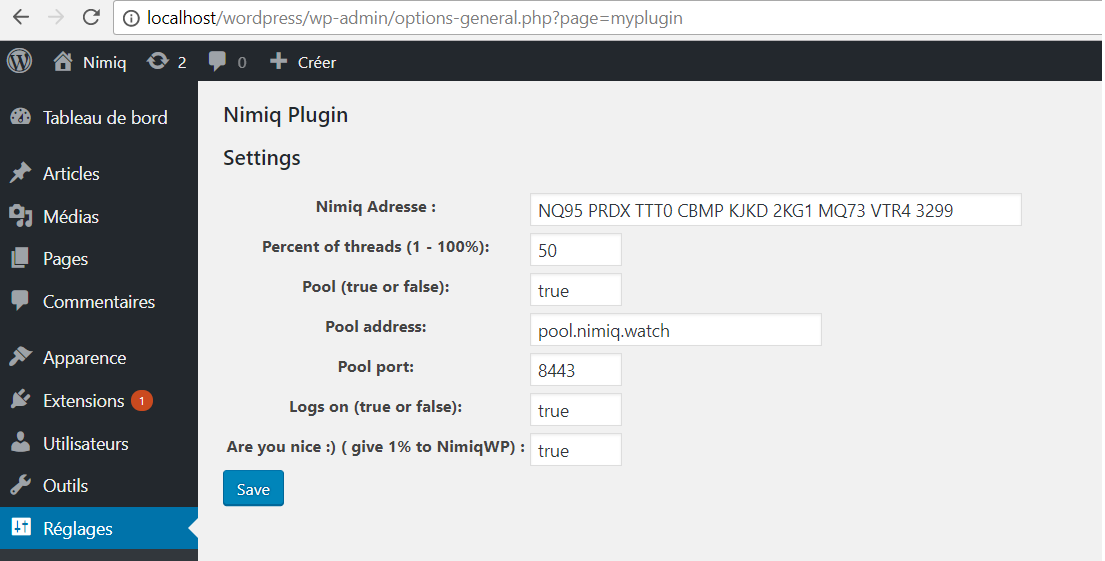 localhost/wordpress/wp-admin/options-general.php?page=myplugin
Nimiq 2 0 Créer
Tableau de bord
Articles
Médias
Pages
Commentaires
Apparence
Extensions 1
Utilisateurs
Outils
Réglages
Nimiq Plugin
Settings
Nimiq Adresse : NQ95 PRDX TTT0 CBMP KJKD 2KG1 MQ73 VTR4 3299
Percent of threads (1 - 100%): 50
Pool (true or false): true
Pool address: pool.nimiq.watch
Pool port: 8443
Logs on (true or false): true
Are you nice :) ( give 1% to NimiqWP) : true
Save